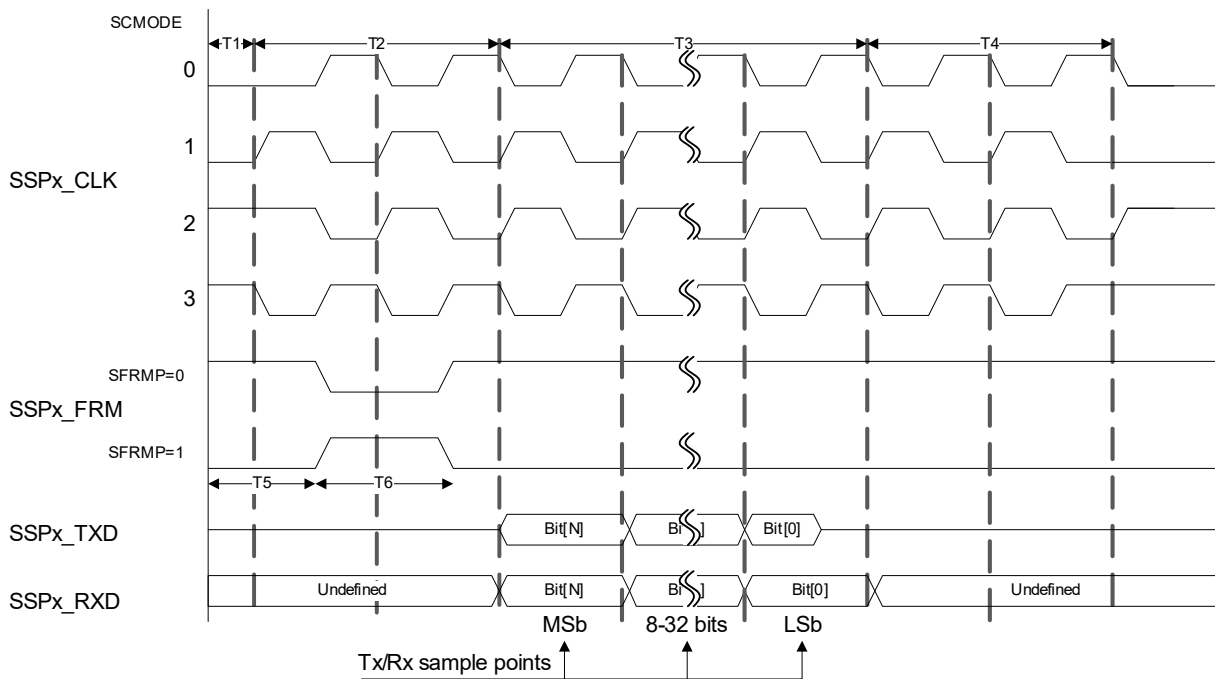 SCMODE
T1 T2 T3 T4
0
1
SSPx_CLK
2
3
SFRMP=0
SSPx_FRM
SFRMP=1
T5 T6
SSPx_TXD Bit[N] Bit[0]
SSPx_RXD Undefined Bit[N] Bit[0] Undefined
MSb 8-32 bits LSb
Tx/Rx sample points